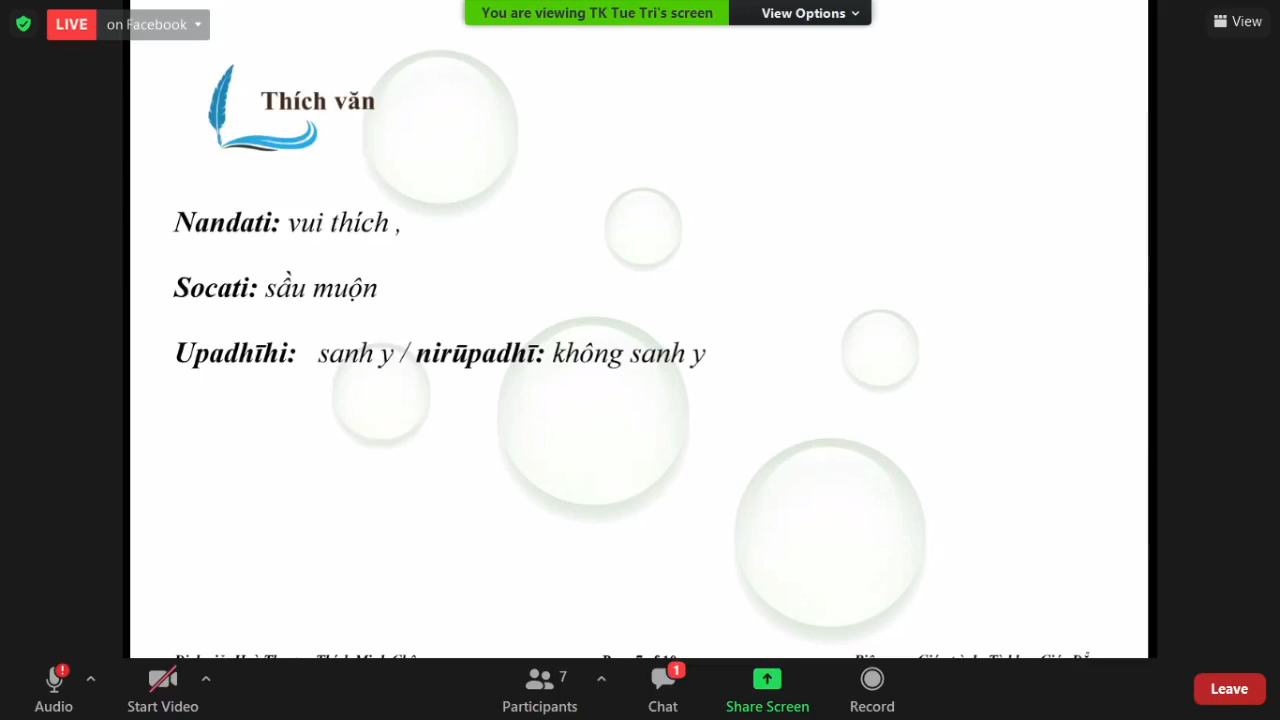 You are viewing TK Tue Tri's screen
View Options
LIVE on Facebook
View
Thích văn
Nandati: vui thích ,
Socati: sầu muộn
Upadhīhi: sanh y / nirūpadhī: không sanh y
Audio
Start Video
7
Participants
1
Chat
Share Screen
Record
Leave